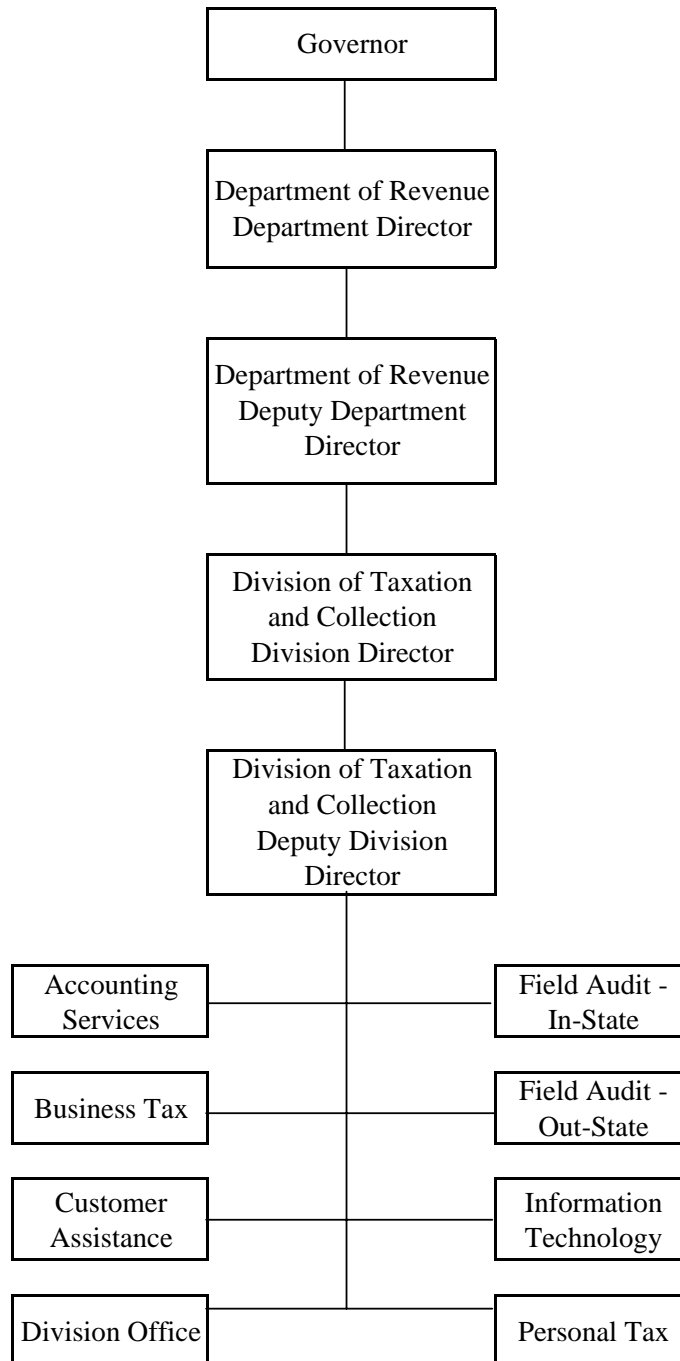 Governor
Department of Revenue
Department Director
Department of Revenue
Deputy Department
Director
Division of Taxation
and Collection
Division Director
Division of Taxation
and Collection
Deputy Division
Director
Accounting
Services
Field Audit -
In-State
Business Tax
Field Audit -
Out-State
Customer
Assistance
Information
Technology
Division Office
Personal Tax